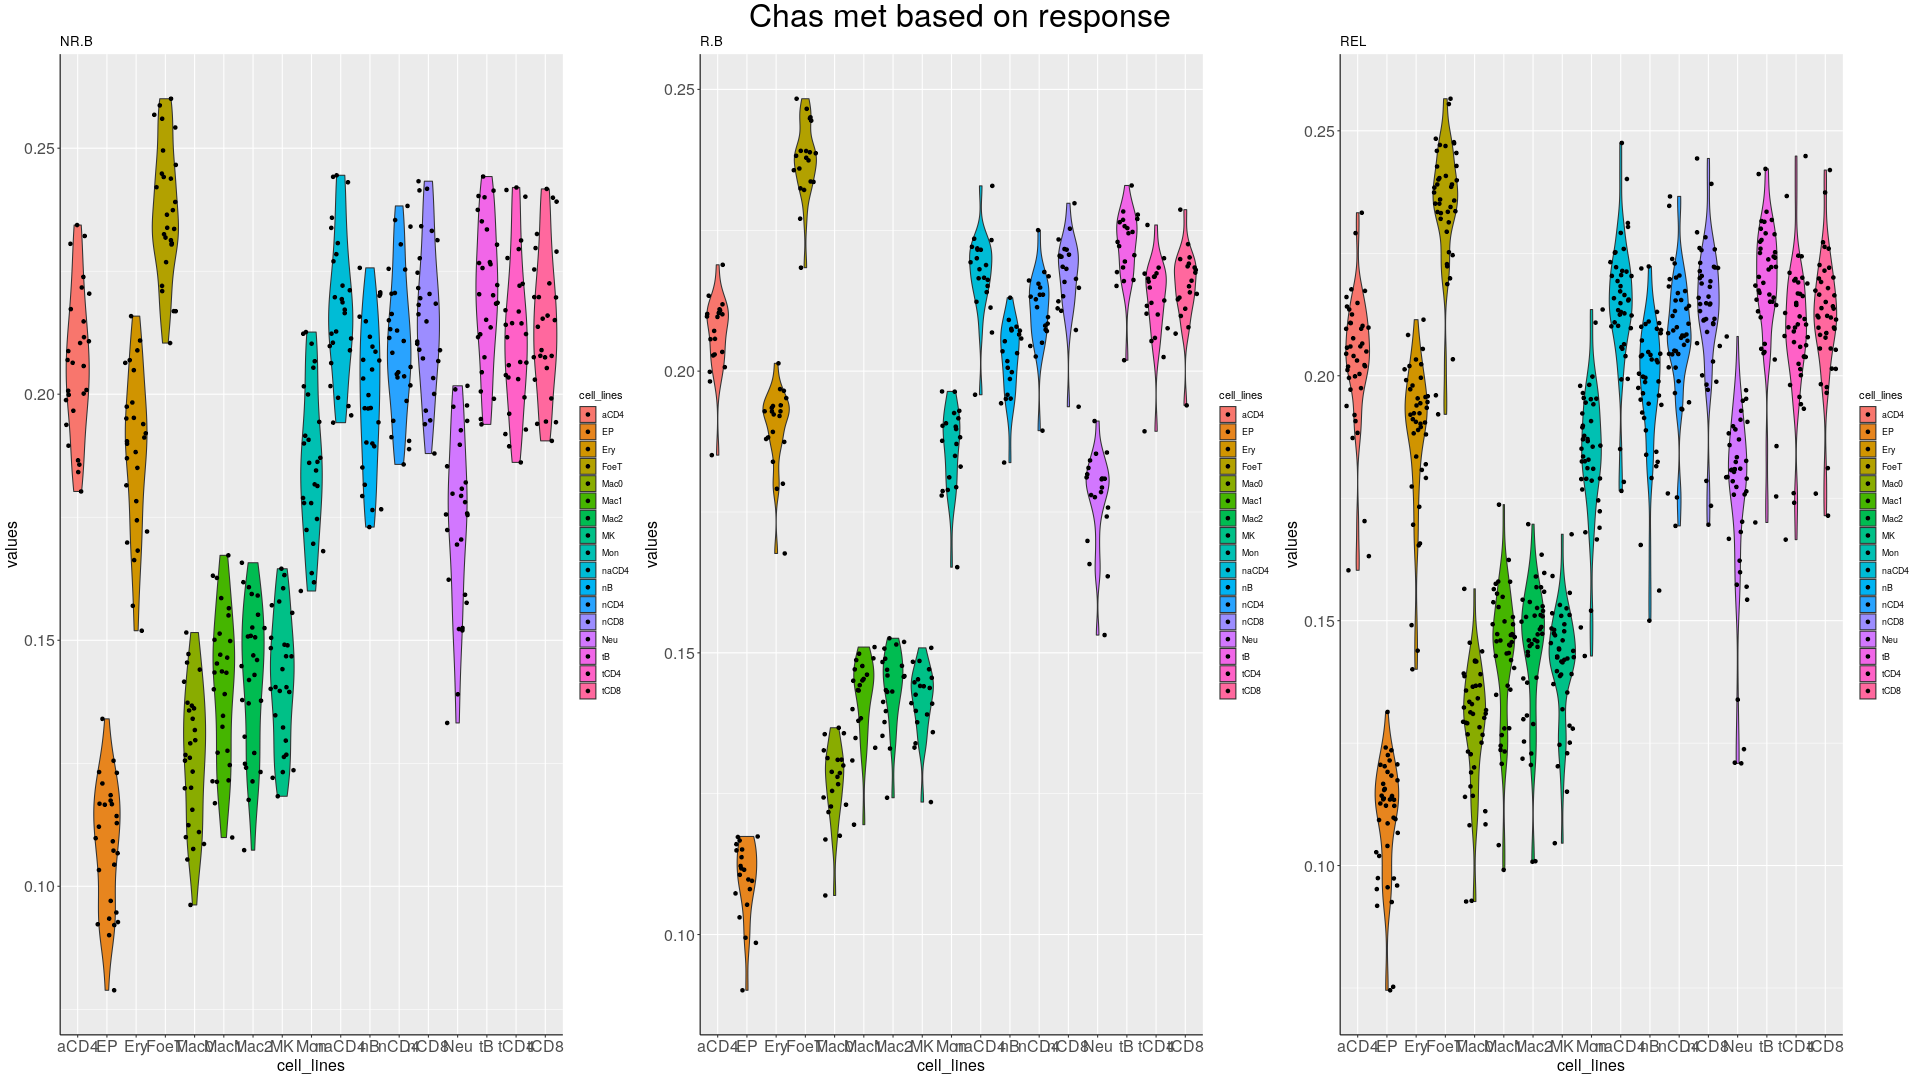 Chas met based on response
NR.B
values
0.25
0.20
0.15
0.10
aCD4 EP Ery FoeT Mac0 Mac1 Mac2 MK Mon naCD4 nB nCD4 nCD8 Neu tB tCD4 tCD8
cell_lines
cell_lines
aCD4
EP
Ery
FoeT
Mac0
Mac1
Mac2
MK
Mon
naCD4
nB
nCD4
nCD8
Neu
tB
tCD4
tCD8
R.B
values
0.25
0.20
0.15
0.10
aCD4 EP Ery FoeT Mac0 Mac1 Mac2 MK Mon naCD4 nB nCD4 nCD8 Neu tB tCD4 tCD8
cell_lines
cell_lines
aCD4
EP
Ery
FoeT
Mac0
Mac1
Mac2
MK
Mon
naCD4
nB
nCD4
nCD8
Neu
tB
tCD4
tCD8
REL
values
0.25
0.20
0.15
0.10
aCD4 EP Ery FoeT Mac0 Mac1 Mac2 MK Mon naCD4 nB nCD4 nCD8 Neu tB tCD4 tCD8
cell_lines
cell_lines
aCD4
EP
Ery
FoeT
Mac0
Mac1
Mac2
MK
Mon
naCD4
nB
nCD4
nCD8
Neu
tB
tCD4
tCD8